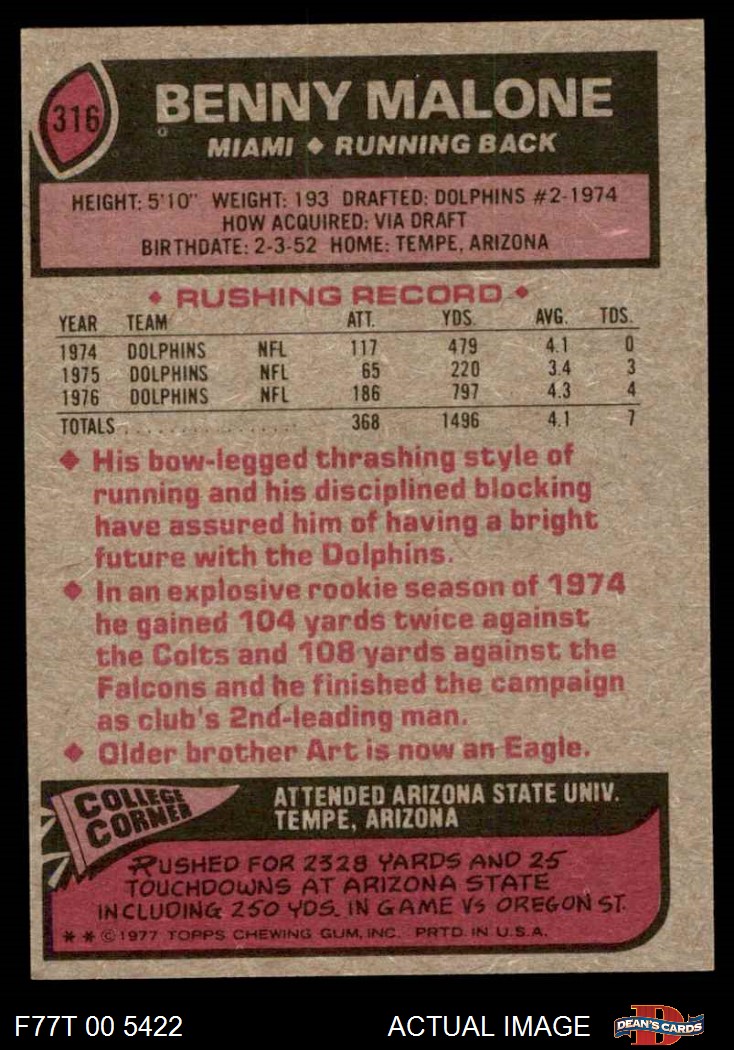 316
BENNY MALONE
MIAMI ♦ RUNNING BACK
HEIGHT: 5'10" WEIGHT: 193 DRAFTED: DOLPHINS #2-1974
HOW ACQUIRED: VIA DRAFT
BIRTHDATE: 2-3-52 HOME: TEMPE, ARIZONA
♦ RUSHING RECORD ♦
YEAR TEAM ATT. YDS. AVG. TDS.
1974 DOLPHINS NFL 117 479 4.1 0
1975 DOLPHINS NFL 65 220 3.4 3
1976 DOLPHINS NFL 186 797 4.3 4
TOTALS . . . . . . . . . . . . . . . 368 1496 4.1 7
♦ His bow-legged thrashing style of
running and his disciplined blocking
have assured him of having a bright
future with the Dolphins.
♦ In an explosive rookie season of 1974
he gained 104 yards twice against
the Colts and 108 yards against the
Falcons and he finished the campaign
as club's 2nd-leading man.
♦ Older brother Art is now an Eagle.
COLLEGE
CORNER
ATTENDED ARIZONA STATE UNIV.
TEMPE, ARIZONA
RUSHED FOR 2328 YARDS AND 25
TOUCHDOWNS AT ARIZONA STATE
INCLUDING 250 YDS. IN GAME VS OREGON ST.
* * © 1977 TOPPS CHEWING GUM, INC. PRTD. IN U.S.A.
F77T 00 5422 ACTUAL IMAGE
D
DEAN'S CARDS